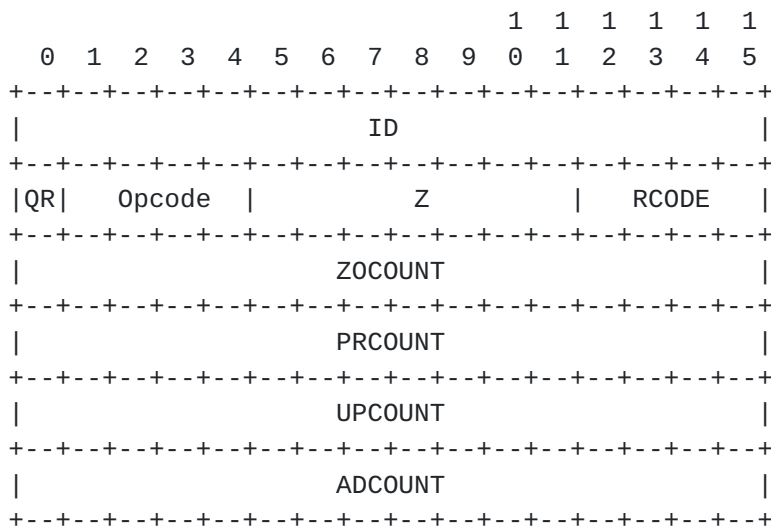 1  1  1  1  1  1
  0  1  2  3  4  5  6  7  8  9  0  1  2  3  4  5
+--+--+--+--+--+--+--+--+--+--+--+--+--+--+--+--+
|                      ID                       |
+--+--+--+--+--+--+--+--+--+--+--+--+--+--+--+--+
|QR|   Opcode  |          Z         |   RCODE   |
+--+--+--+--+--+--+--+--+--+--+--+--+--+--+--+--+
|                    ZOCOUNT                    |
+--+--+--+--+--+--+--+--+--+--+--+--+--+--+--+--+
|                    PRCOUNT                    |
+--+--+--+--+--+--+--+--+--+--+--+--+--+--+--+--+
|                    UPCOUNT                    |
+--+--+--+--+--+--+--+--+--+--+--+--+--+--+--+--+
|                    ADCOUNT                    |
+--+--+--+--+--+--+--+--+--+--+--+--+--+--+--+--+